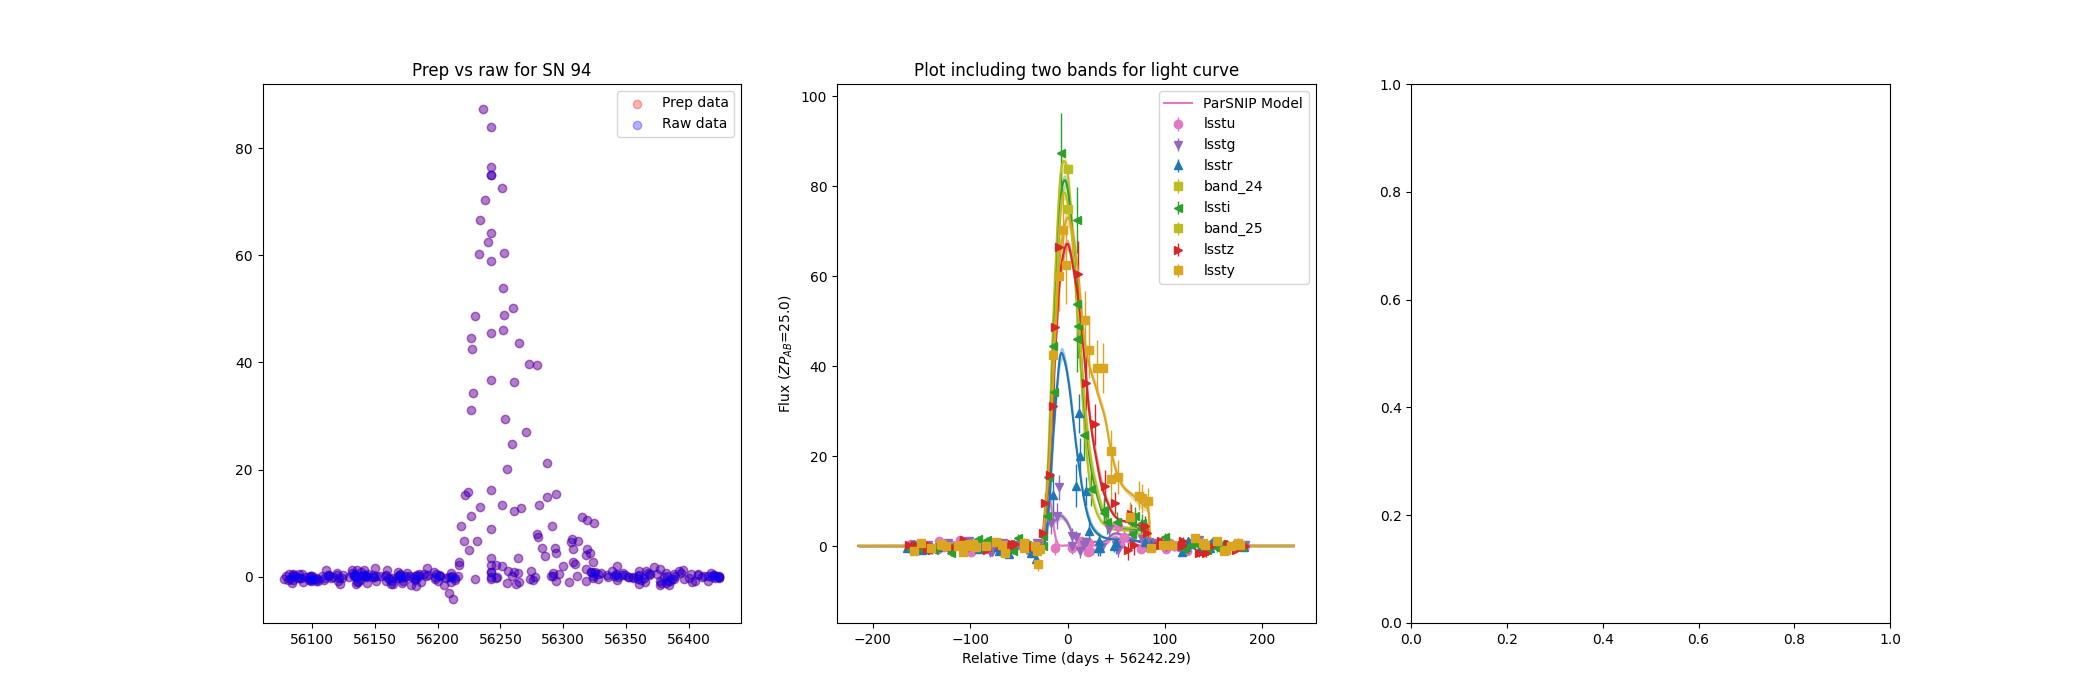 Prep vs raw for SN 94
Prep data
Raw data
80
60
40
20
0
56100 56150 56200 56250 56300 56350 56400
Plot including two bands for light curve
ParSNIP Model
lsstu
lsstg
lsstr
band_24
lssti
band_25
lsstz
lssty
Flux (ZP_AB=25.0)
100
80
60
40
20
0
−200 −100 0 100 200
Relative Time (days + 56242.29)
1.0
0.8
0.6
0.4
0.2
0.0
0.0 0.2 0.4 0.6 0.8 1.0